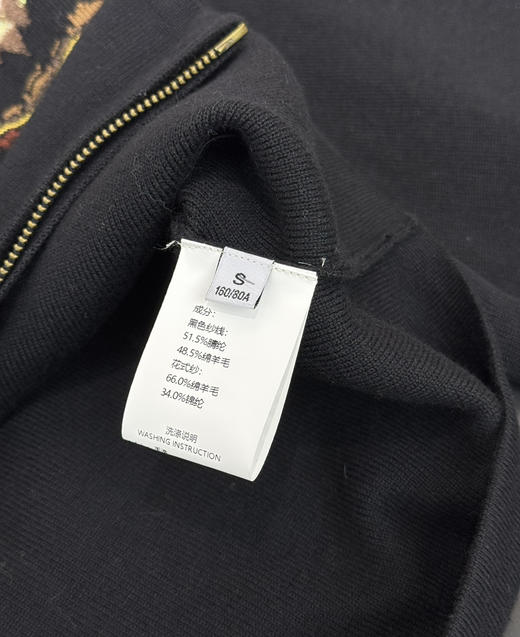 S
160/80A
成分：
黑色纱线：
51.5%腈纶
48.5%绵羊毛
花式纱：
66.0%绵羊毛
34.0%锦纶
洗涤说明
WASHING INSTRUCTION